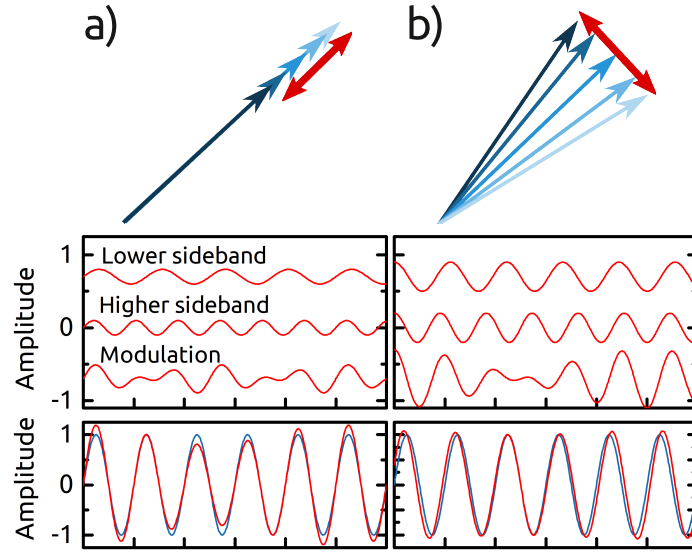 a)
b)
1
Lower sideband
Higher sideband
0
Modulation
-1
Amplitude
1
0
-1
Amplitude